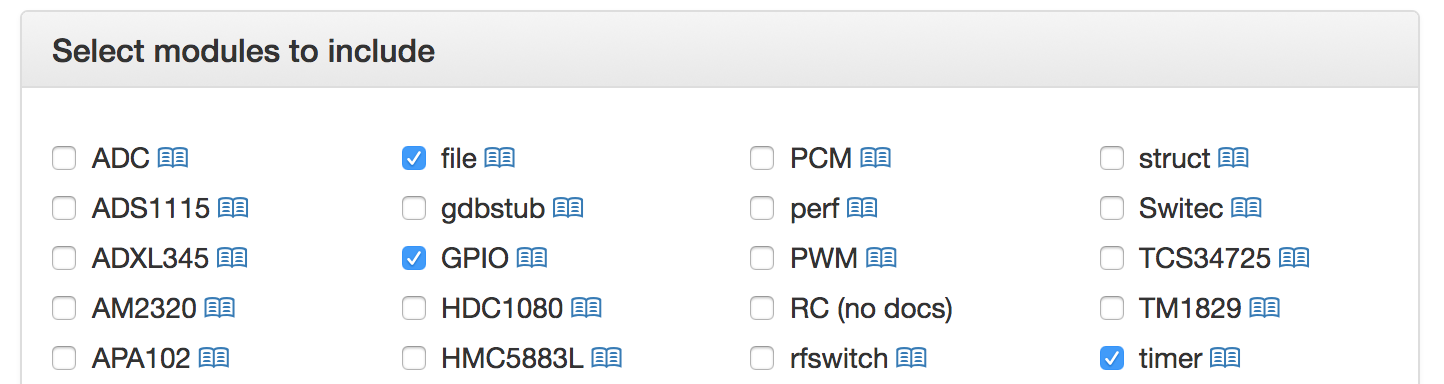 Select modules to include
ADC file PCM struct
ADS1115 gdbstub perf Switec
ADXL345 GPIO PWM TCS34725
AM2320 HDC1080 RC (no docs) TM1829
APA102 HMC5883L rfswitch timer